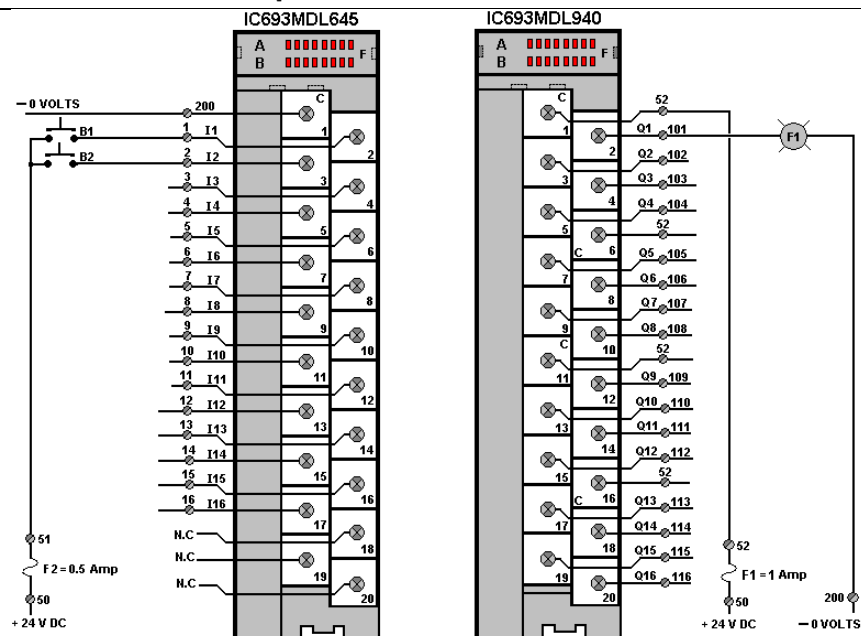 IC693MDL645 IC693MDL940
A F A F
B B
C C
— 0 VOLTS 200 52
1 1
B1 1 I1 Q1 101 F1
2 2
B2 2 I2 Q2 102
3 3
3 I3 Q3 103
4 4
4 I4 Q4 104
5 5
5 I5 52
6 C 6
6 I6 Q5 105
7 7
7 I7 Q6 106
8 8
8 I8 Q7 107
9 9
9 I9 Q8 108
10 10
10 I10 C 52
11 11
11 I11 Q9 109
12 12
12 I12 Q10 110
13 13
13 I13 Q11 111
14 14
14 I14 Q12 112
15 15
15 I15 52
16 C 16
16 I16 Q13 113
17 17
N.C Q14 114
18 18
N.C Q15 115
19 19
N.C Q16 116
20 20
51 52
F2=0.5 Amp F1=1 Amp
50 50 200
+ 24 V DC + 24 V DC — 0 VOLTS